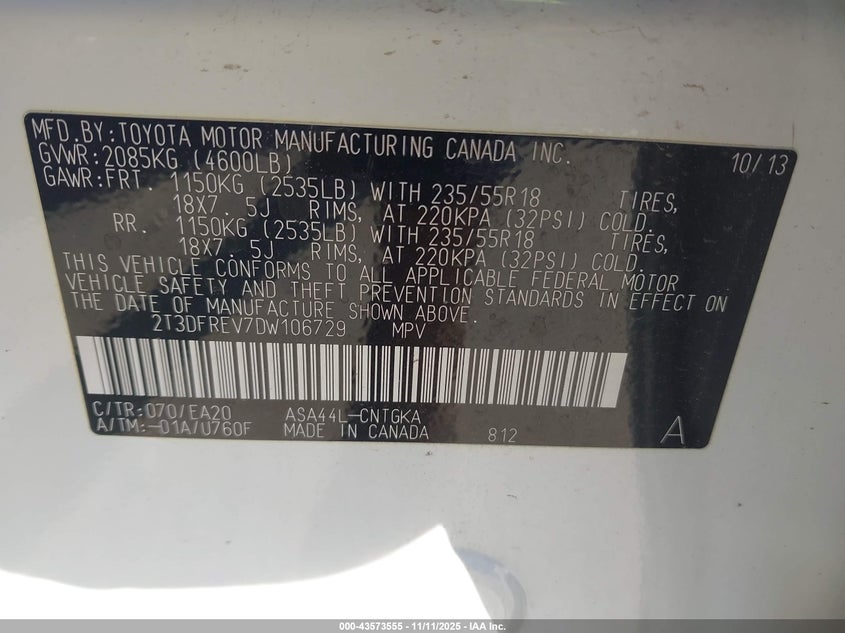 MFD.BY:TOYOTA MOTOR MANUFACTURING CANADA INC. 10/13
GVWR:2085KG (4600LB)
GAWR:FRT. 1150KG (2535LB) WITH 235/55R18 TIRES,
18X7.5J RIMS, AT 220KPA (32PSI) COLD.
RR. 1150KG (2535LB) WITH 235/55R18 TIRES,
18X7.5J RIMS, AT 220KPA (32PSI) COLD.
THIS VEHICLE CONFORMS TO ALL APPLICABLE FEDERAL MOTOR
VEHICLE SAFETY AND THEFT PREVENTION STANDARDS IN EFFECT ON
THE DATE OF MANUFACTURE SHOWN ABOVE.
2T3DFREV7DW106729 MPV
C/TR:070/EA20 ASA44L-CNTGKA
A/TM:-01A/U760F MADE IN CANADA 812 A
000-43573555 - 11/11/2025 - IAA Inc.